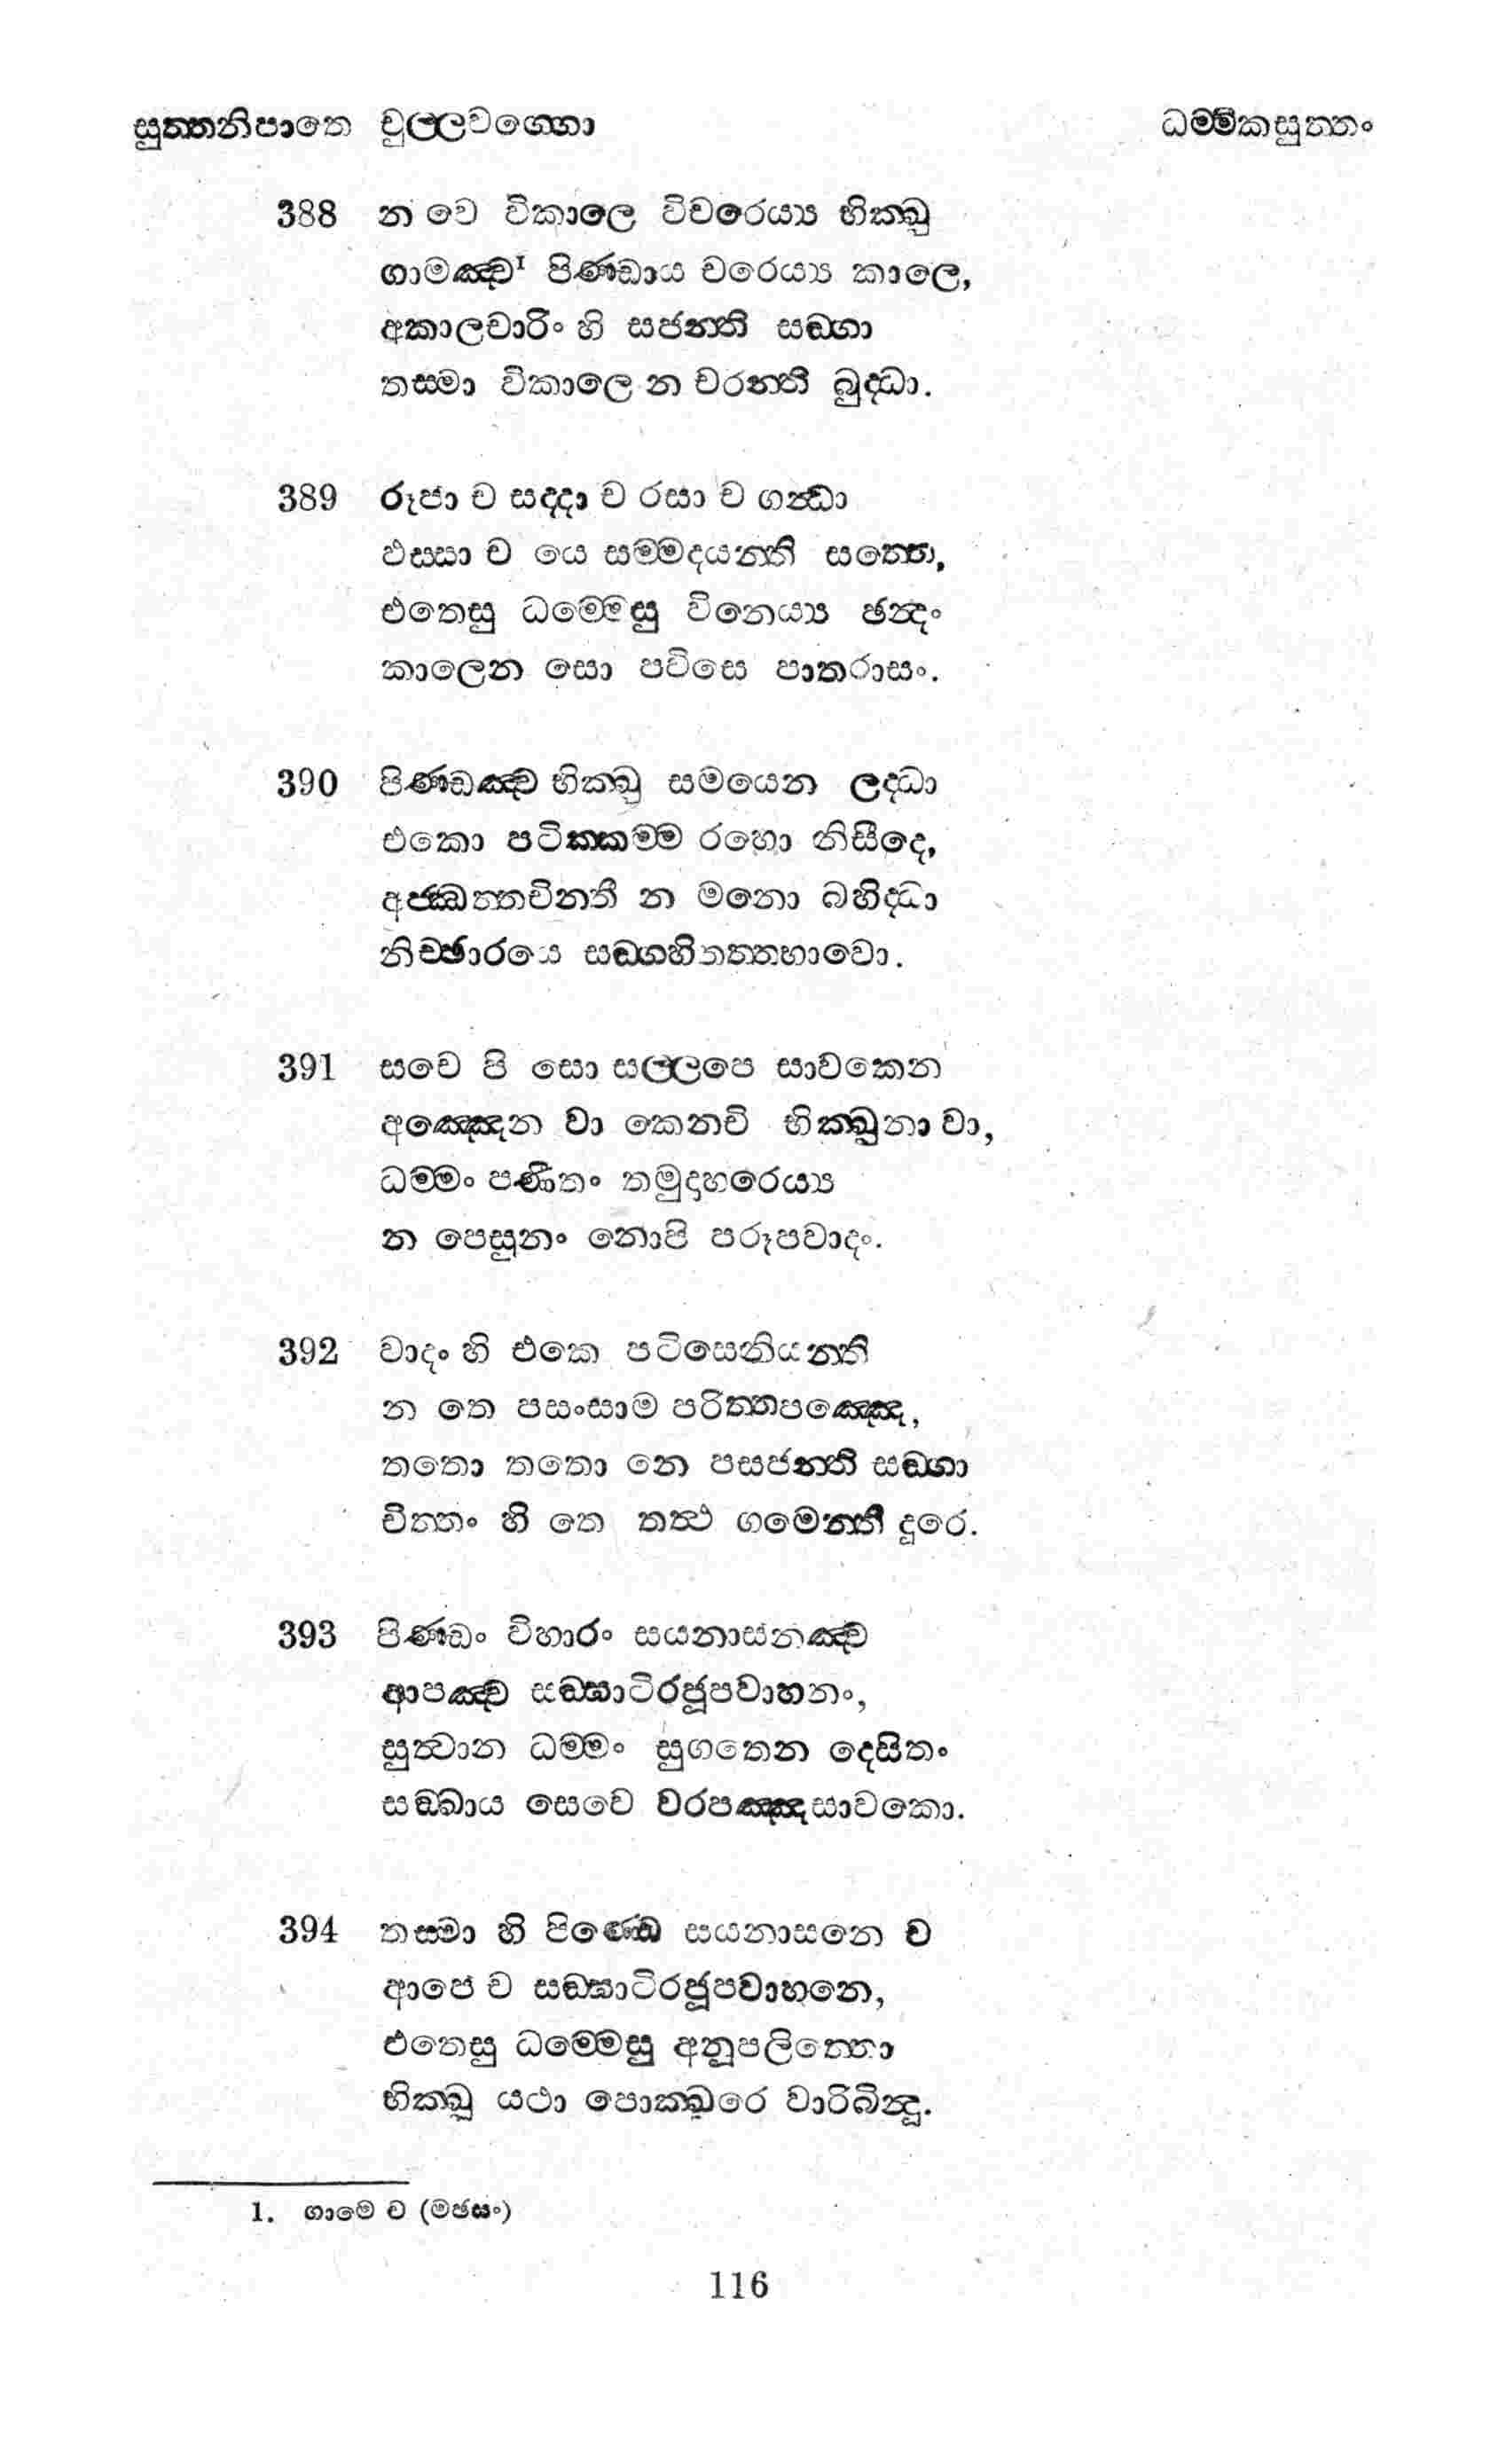 සුත්තනිපාතෙ චුල්ලවග්ගො ධම්මිකසුත්තං
388 න වෙ විකාලෙ විචරෙය්‍ය භික්ඛු
ගාමඤ්ච¹ පිණ්ඩාය චරෙය්‍ය කාලෙ,
අකාලචාරිං හි සජන්ති සඞ්ගා
තස්මා විකාලෙ න චරන්ති බුද්ධා.
389 රූපා ච සද්දා ච රසා ච ගන්ධා
ඵස්සා ච යෙ සම්මදයන්ති සත්තෙ,
එතෙසු ධම්මෙසු විනෙය්‍ය ඡන්දං
කාලෙන සො පවිසෙ පාතරාසං.
390 පිණ්ඩඤ්ච භික්ඛු සමයෙන ලද්ධා
එකො පටික්කම්ම රහො නිසීදෙ,
අජ්ඣත්තචින්තී න මනො බහිද්ධා
නිච්ඡාරයෙ සඞ්ගහිතත්තභාවො.
391 සචෙ පි සො සල්ලපෙ සාවකෙන
අඤ්ඤෙන වා කෙනචි භික්ඛුනා වා,
ධම්මං පණීතං තමුදාහරෙය්‍ය
න පෙසුනං නොපි පරූපවාදං.
392 වාදං හි එකෙ පටිසෙනියන්ති
න තෙ පසංසාම පරිත්තපඤ්ඤෙ,
තතො තතො නෙ පසජන්ති සඞ්ගා
චිත්තං හි තෙ තත්ථ ගමෙන්ති දූරෙ.
393 පිණ්ඩං විහාරං සයනාසනඤ්ච
ආපඤ්ච සඞ්ඝාටිරජූපවාහනං,
සුත්වාන ධම්මං සුගතෙන දෙසිතං
සඞ්ඛාය සෙවෙ වරපඤ්ඤසාවකො.
394 තස්මා හි පිණ්ඩෙ සයනාසනෙ ච
ආපෙ ච සඞ්ඝාටිරජූපවාහනෙ,
එතෙසු ධම්මෙසු අනූපලිත්තො
භික්ඛු යථා පොක්ඛරෙ වාරිබින්දු.
1. ගාමෙ ච (මඡසං)
116